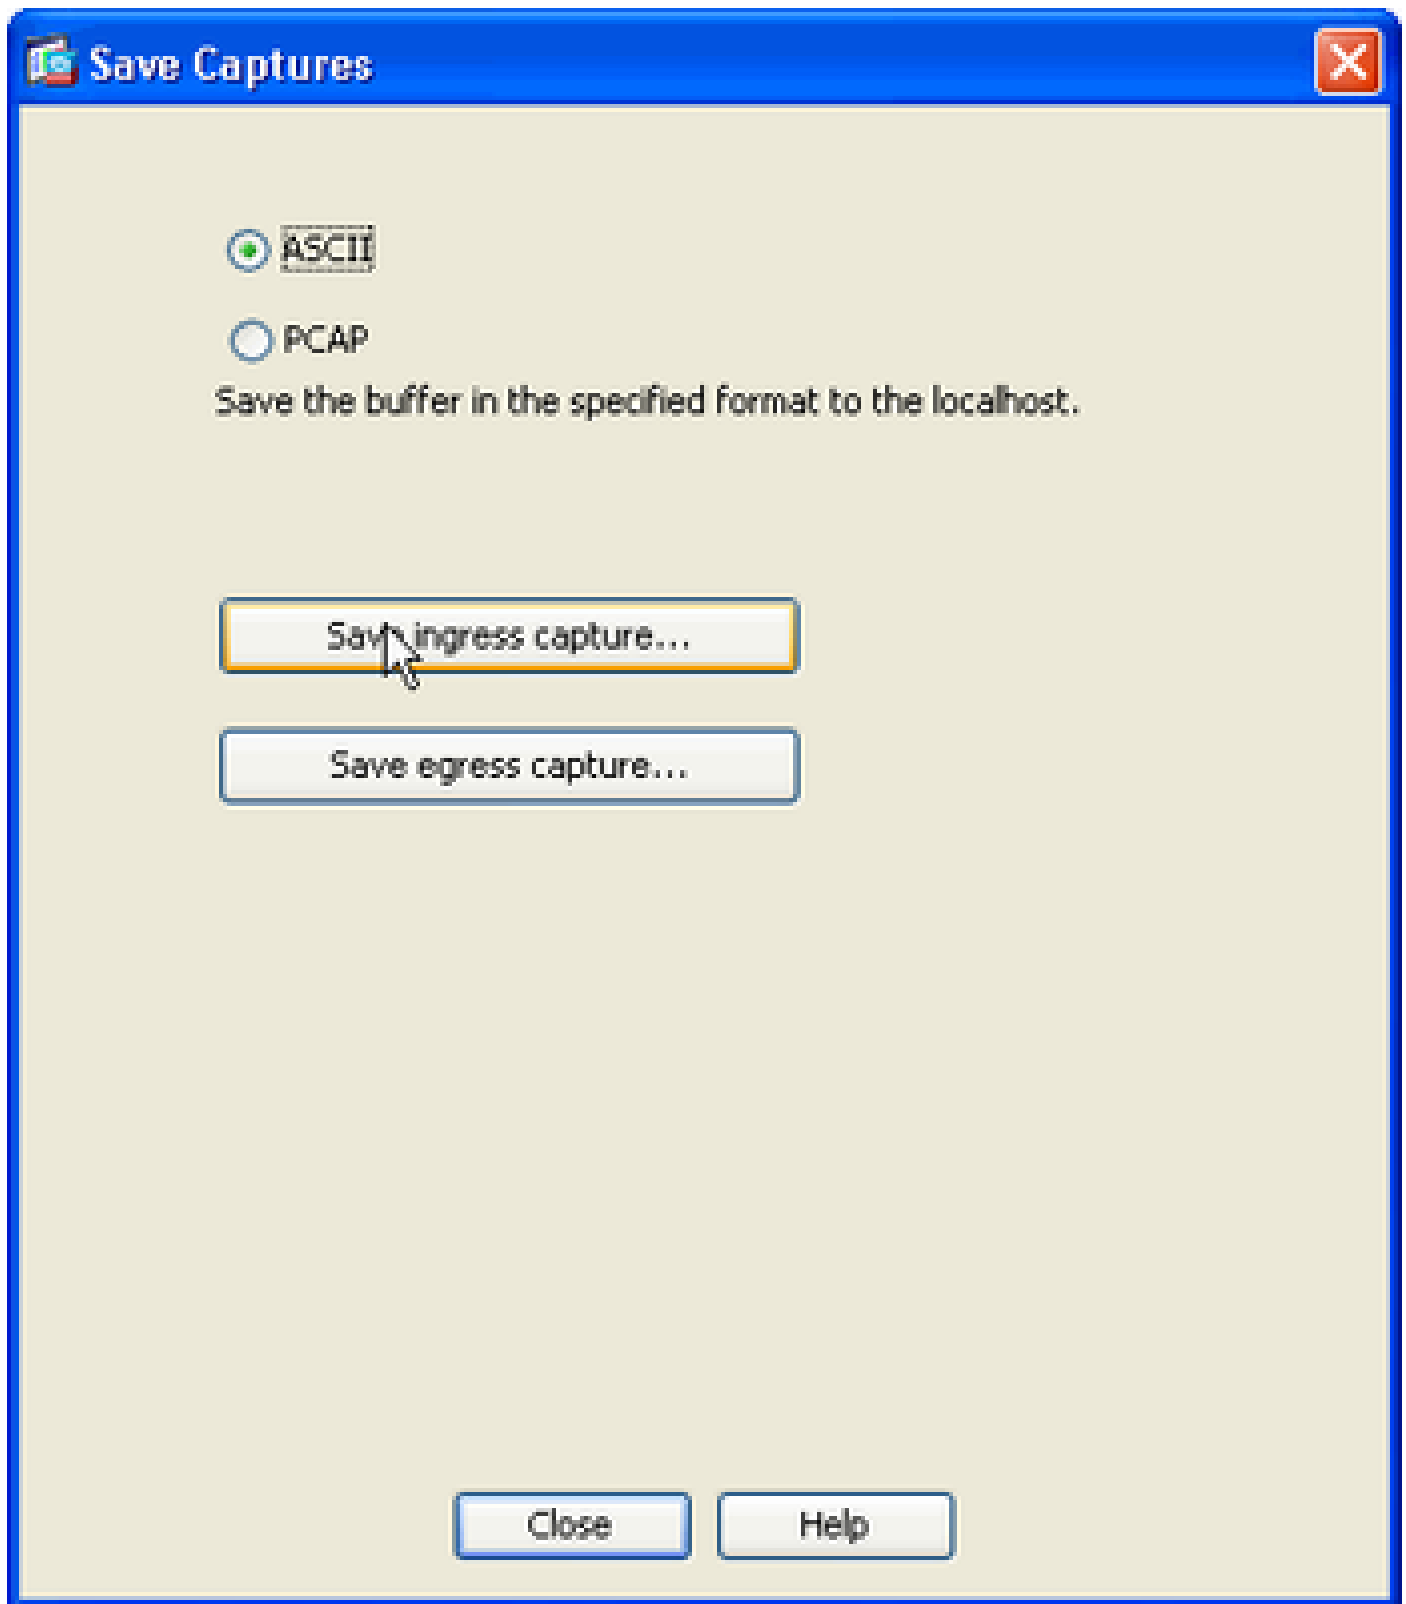 Save Captures
ASCII
PCAP
Save the buffer in the specified format to the localhost.
Save ingress capture...
Save egress capture...
Close
Help